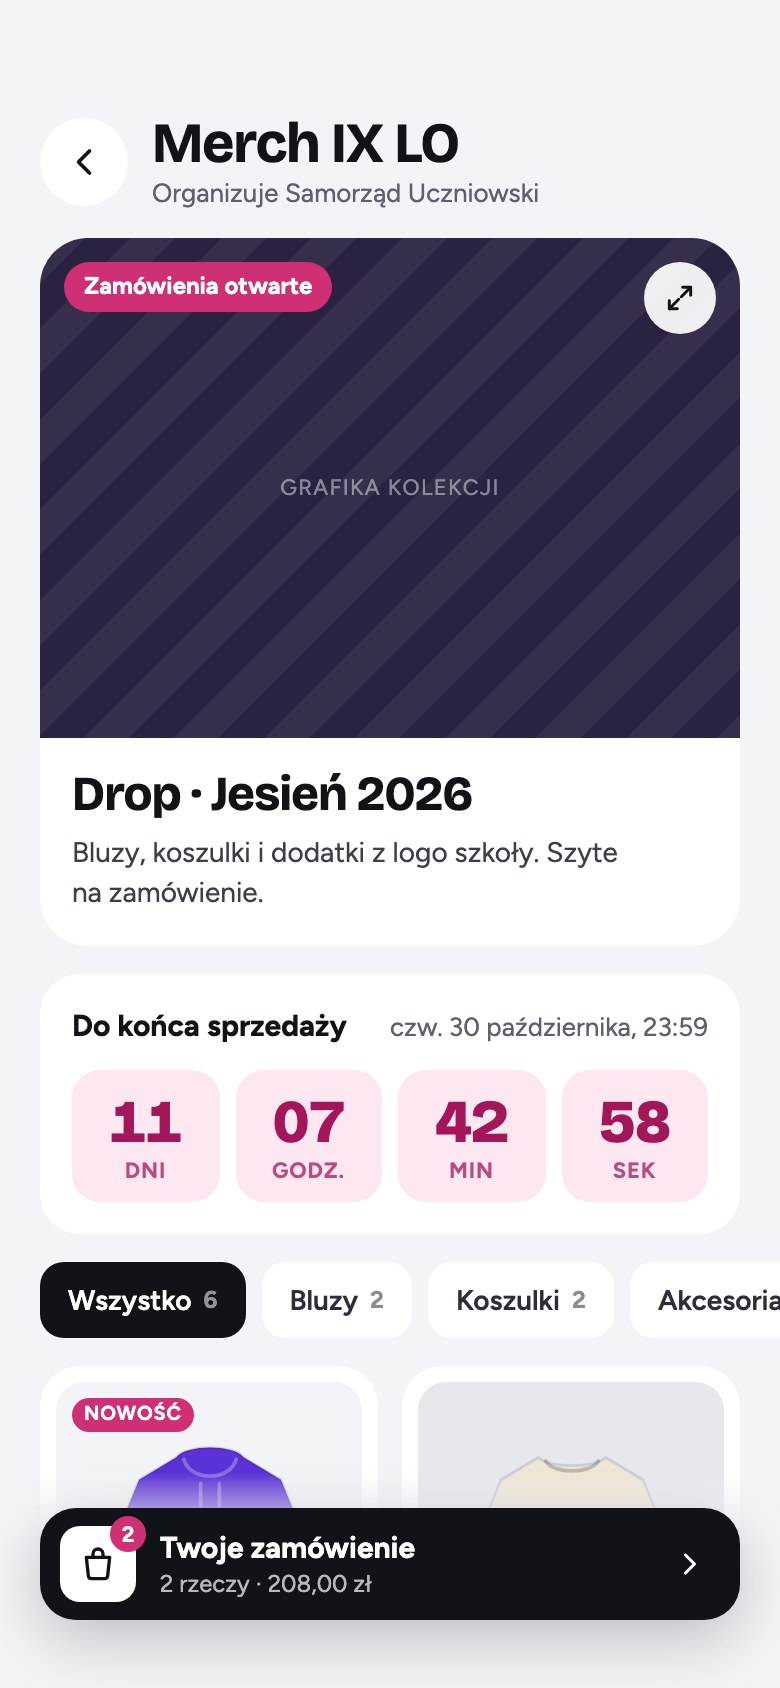 Merch IX LO
Organizuje Samorząd Uczniowski
Zamówienia otwarte
GRAFIKA KOLEKCJI
Drop · Jesień 2026
Bluzy, koszulki i dodatki z logo szkoły. Szyte
na zamówienie.
Do końca sprzedaży czw. 30 października, 23:59
11 07 42 58
DNI GODZ. MIN SEK
Wszystko 6 Bluzy 2 Koszulki 2 Akcesoria
NOWOŚĆ
2
Twoje zamówienie
2 rzeczy · 208,00 zł